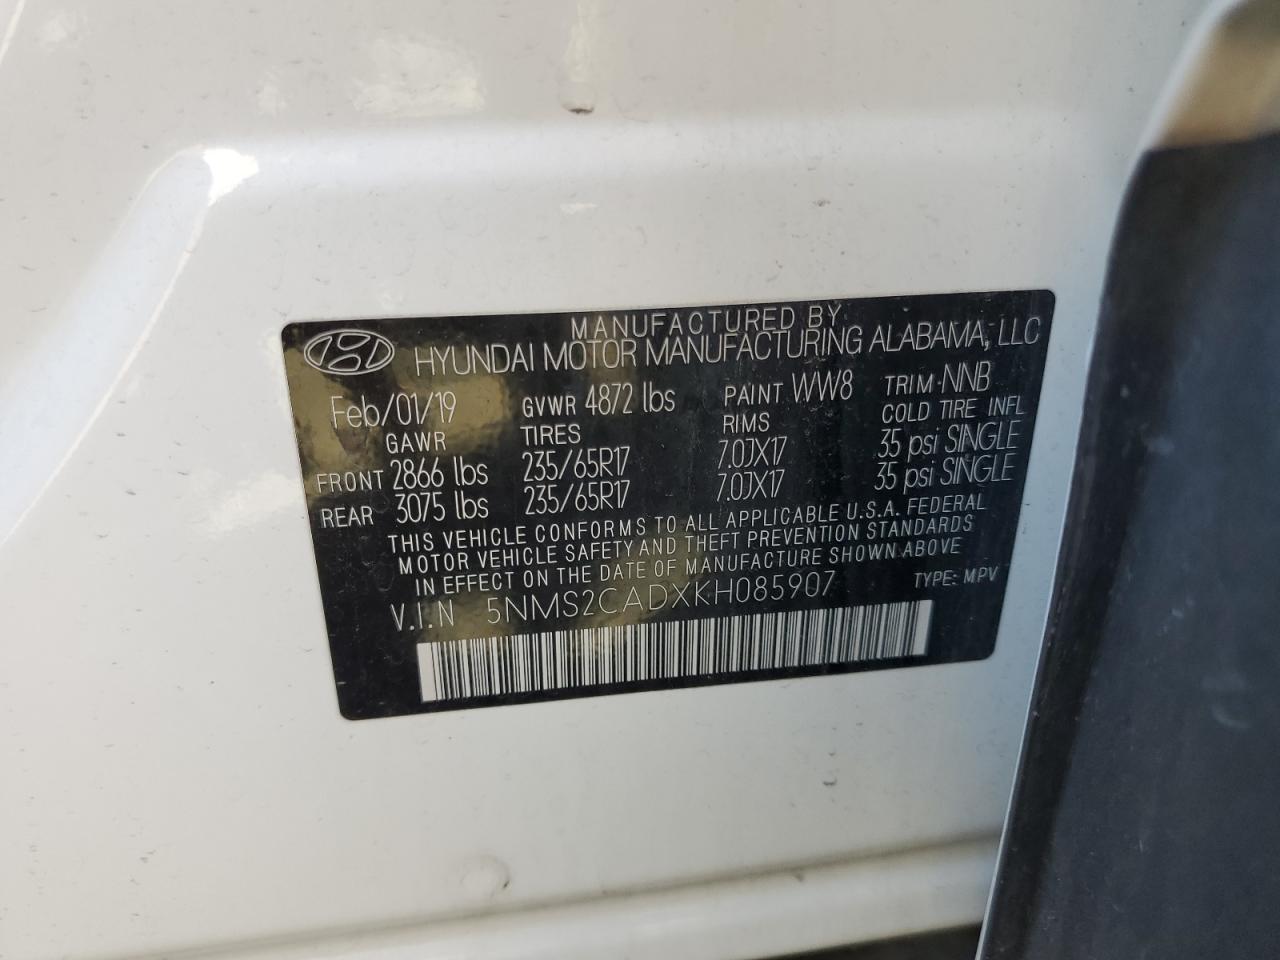 MANUFACTURED BY
HYUNDAI MOTOR MANUFACTURING ALABAMA, LLC
Feb/01/19 GVWR 4872 lbs PAINT WW8 TRIM-NNB
GAWR TIRES RIMS COLD TIRE INFL
FRONT 2866 lbs 235/65R17 7.0JX17 35 psi SINGLE
REAR 3075 lbs 235/65R17 7.0JX17 35 psi SINGLE
THIS VEHICLE CONFORMS TO ALL APPLICABLE U.S.A. FEDERAL
MOTOR VEHICLE SAFETY AND THEFT PREVENTION STANDARDS
IN EFFECT ON THE DATE OF MANUFACTURE SHOWN ABOVE
V.I.N 5NMS2CADXKH085907 TYPE: MPV